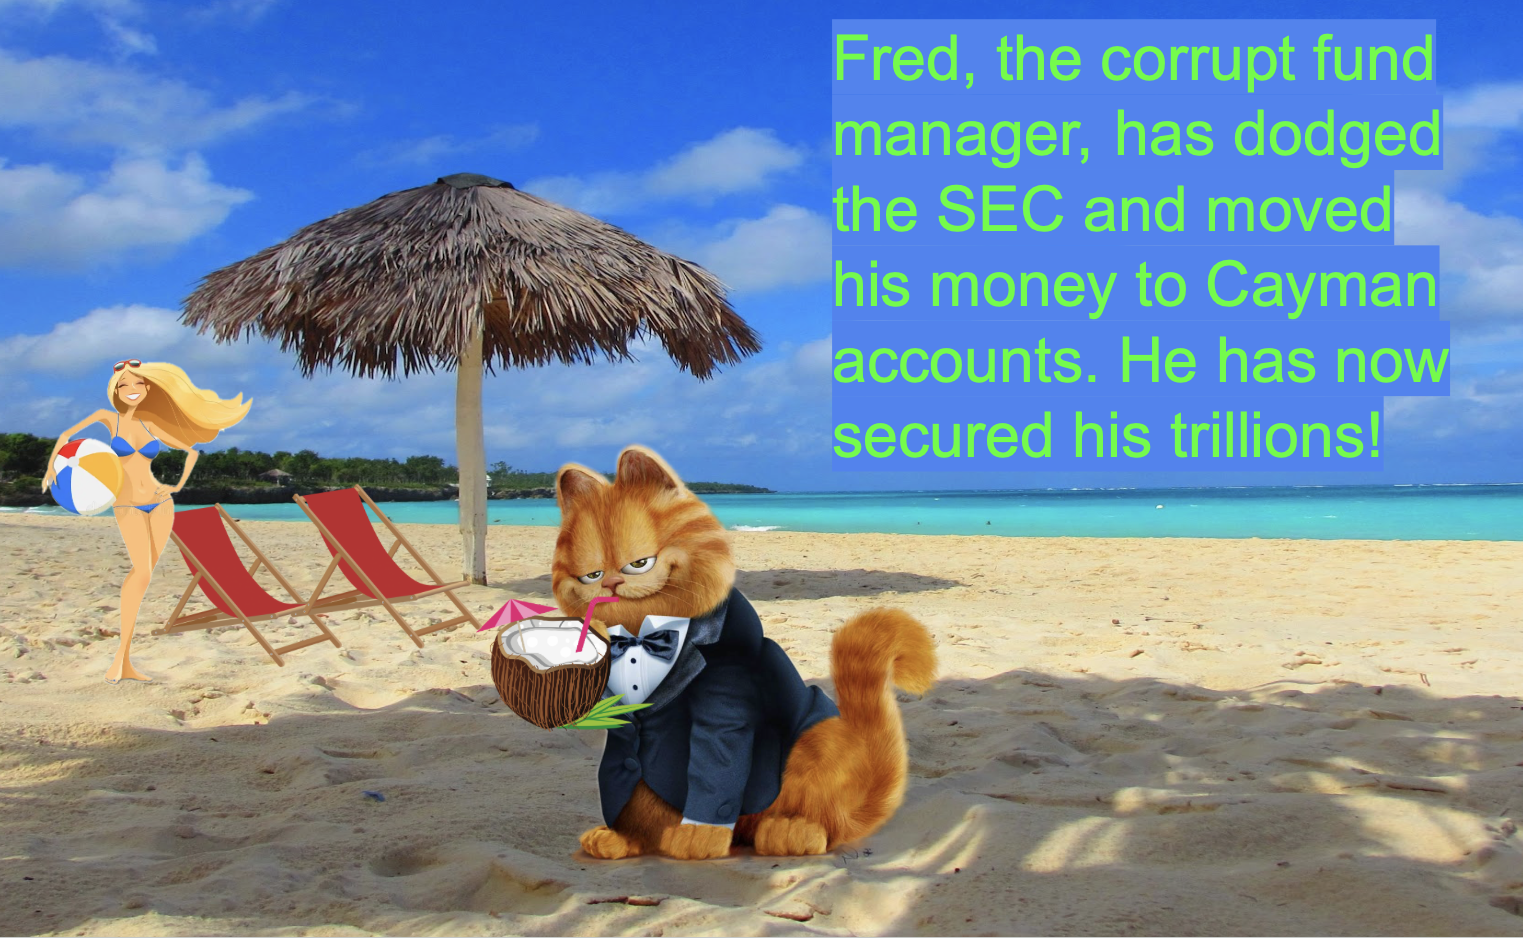 Fred, the corrupt fund
manager, has dodged
the SEC and moved
his money to Cayman
accounts. He has now
secured his trillions!